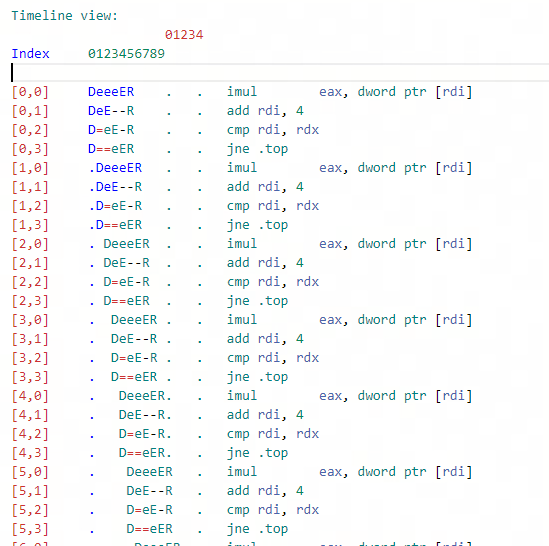 Timeline view:
                    01234
Index     0123456789

[0,0]     DeeeER    .   .   imul        eax, dword ptr [rdi]
[0,1]     DeE--R    .   .   add rdi, 4
[0,2]     D=eE-R    .   .   cmp rdi, rdx
[0,3]     D==eER    .   .   jne .top
[1,0]     .DeeeER   .   .   imul        eax, dword ptr [rdi]
[1,1]     .DeE--R   .   .   add rdi, 4
[1,2]     .D=eE-R   .   .   cmp rdi, rdx
[1,3]     .D==eER   .   .   jne .top
[2,0]     . DeeeER  .   .   imul        eax, dword ptr [rdi]
[2,1]     . DeE--R  .   .   add rdi, 4
[2,2]     . D=eE-R  .   .   cmp rdi, rdx
[2,3]     . D==eER  .   .   jne .top
[3,0]     .  DeeeER .   .   imul        eax, dword ptr [rdi]
[3,1]     .  DeE--R .   .   add rdi, 4
[3,2]     .  D=eE-R .   .   cmp rdi, rdx
[3,3]     .  D==eER .   .   jne .top
[4,0]     .   DeeeER.   .   imul        eax, dword ptr [rdi]
[4,1]     .   DeE--R.   .   add rdi, 4
[4,2]     .   D=eE-R.   .   cmp rdi, rdx
[4,3]     .   D==eER.   .   jne .top
[5,0]     .    DeeeER   .   imul        eax, dword ptr [rdi]
[5,1]     .    DeE--R   .   add rdi, 4
[5,2]     .    D=eE-R   .   cmp rdi, rdx
[5,3]     .    D==eER   .   jne .top